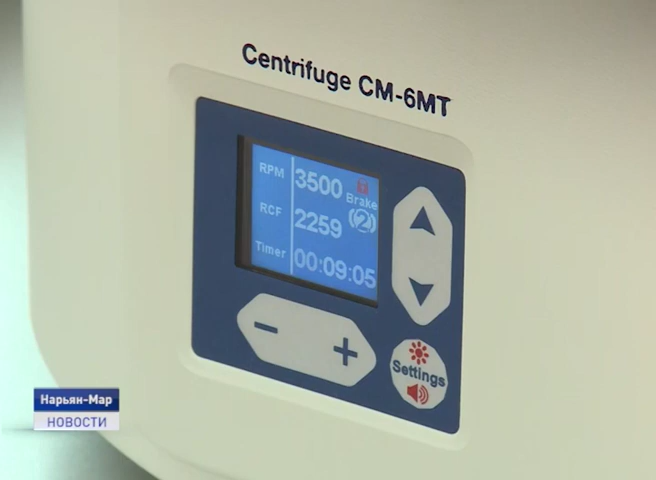 Centrifuge CM-6MT
RPM 3500
Brake
RCF 2259 (2)
Timer 00:09:05
- +
Settings
Нарьян-Мар
НОВОСТИ